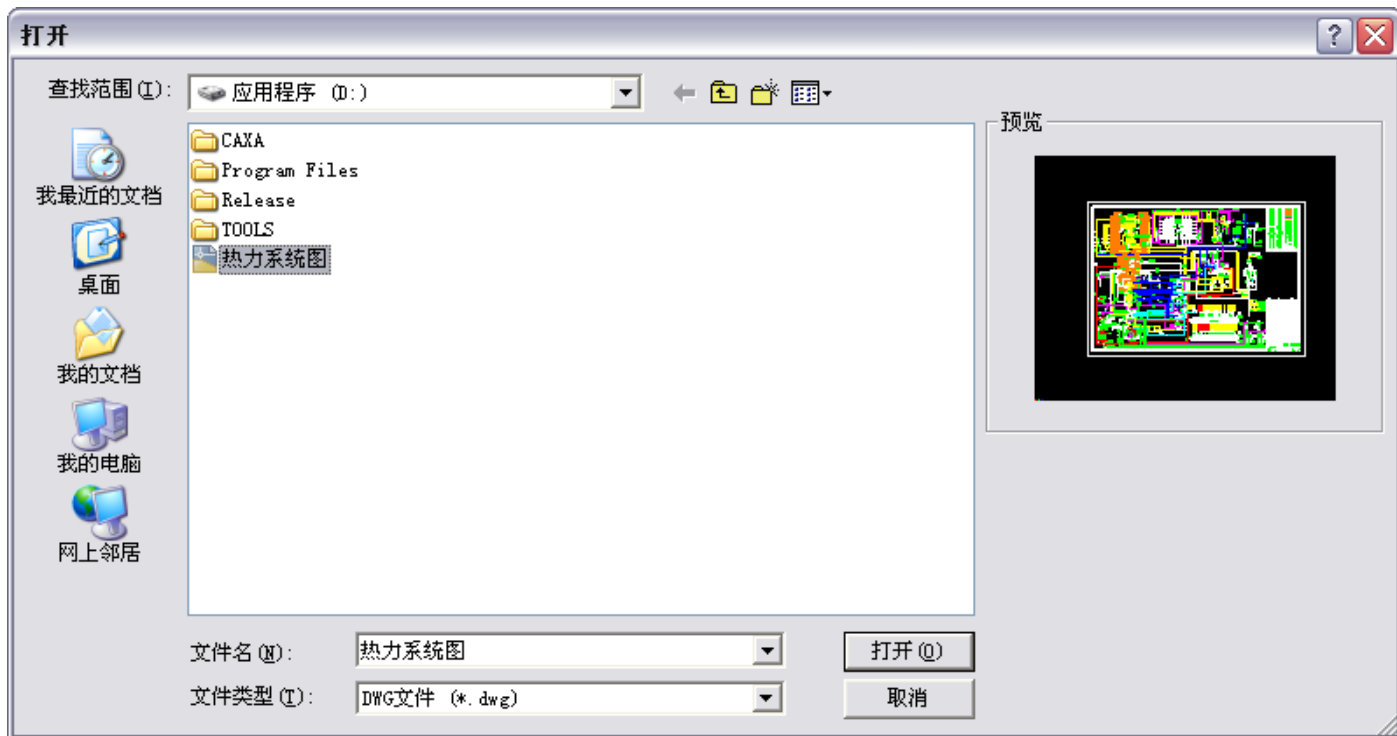 打开
查找范围(I):
应用程序 (D:)
预览
CAXA
Program Files
Release
TOOLS
热力系统图
我最近的文档
桌面
我的文档
我的电脑
网上邻居
文件名(N):
热力系统图
打开(O)
文件类型(T):
DWG文件 (*.dwg)
取消